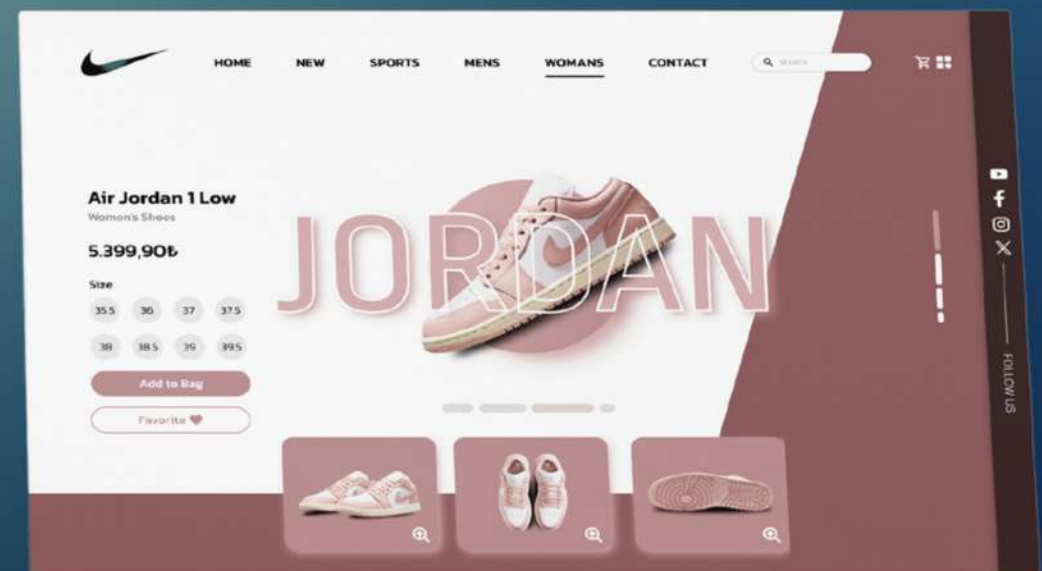 HOME NEW SPORTS MENS WOMANS CONTACT SEARCH
Air Jordan 1 Low
Women's Shoes
5.399,90₺
Size
35.5 36 37 37.5
38 38.5 39 39.5
Add to Bag
Favorite
JORDAN
FOLLOW US